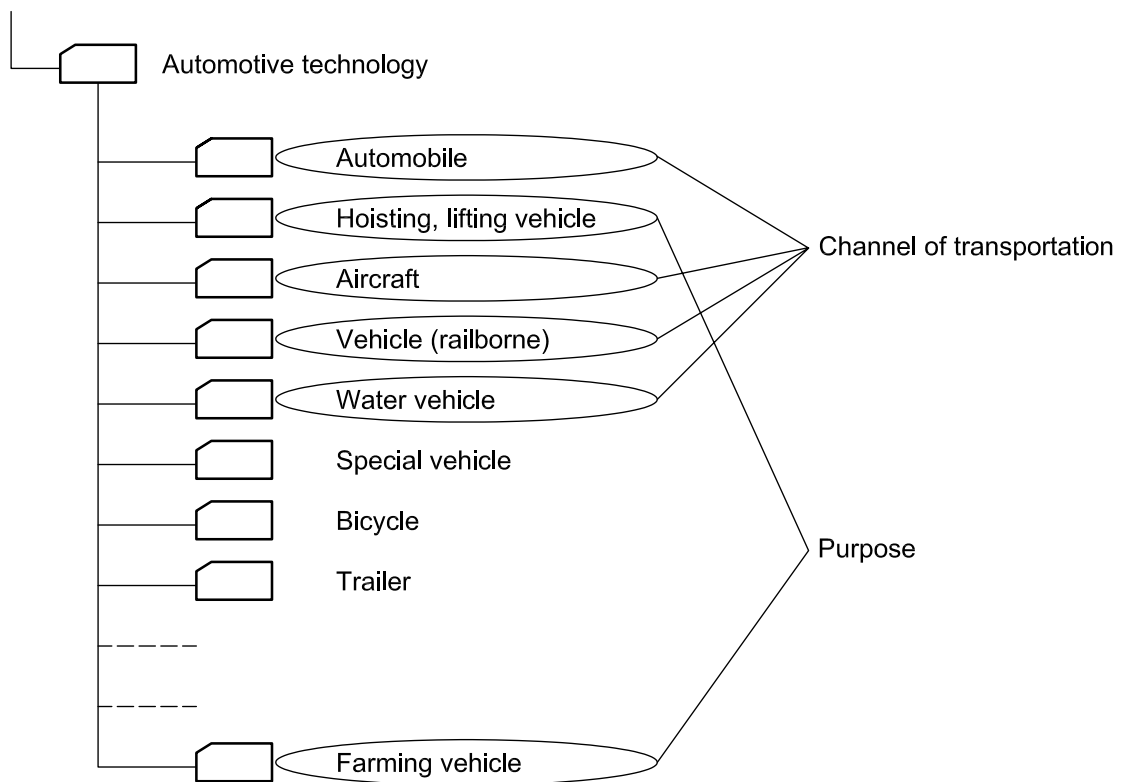 Automotive technology
Automobile
Hoisting, lifting vehicle
Aircraft
Vehicle (railborne)
Water vehicle
Special vehicle
Bicycle
Trailer
Farming vehicle
Channel of transportation
Purpose